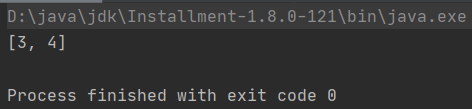 D:\java\jdk\Installment-1.8.0-121\bin\java.exe
[3, 4]
Process finished with exit code 0